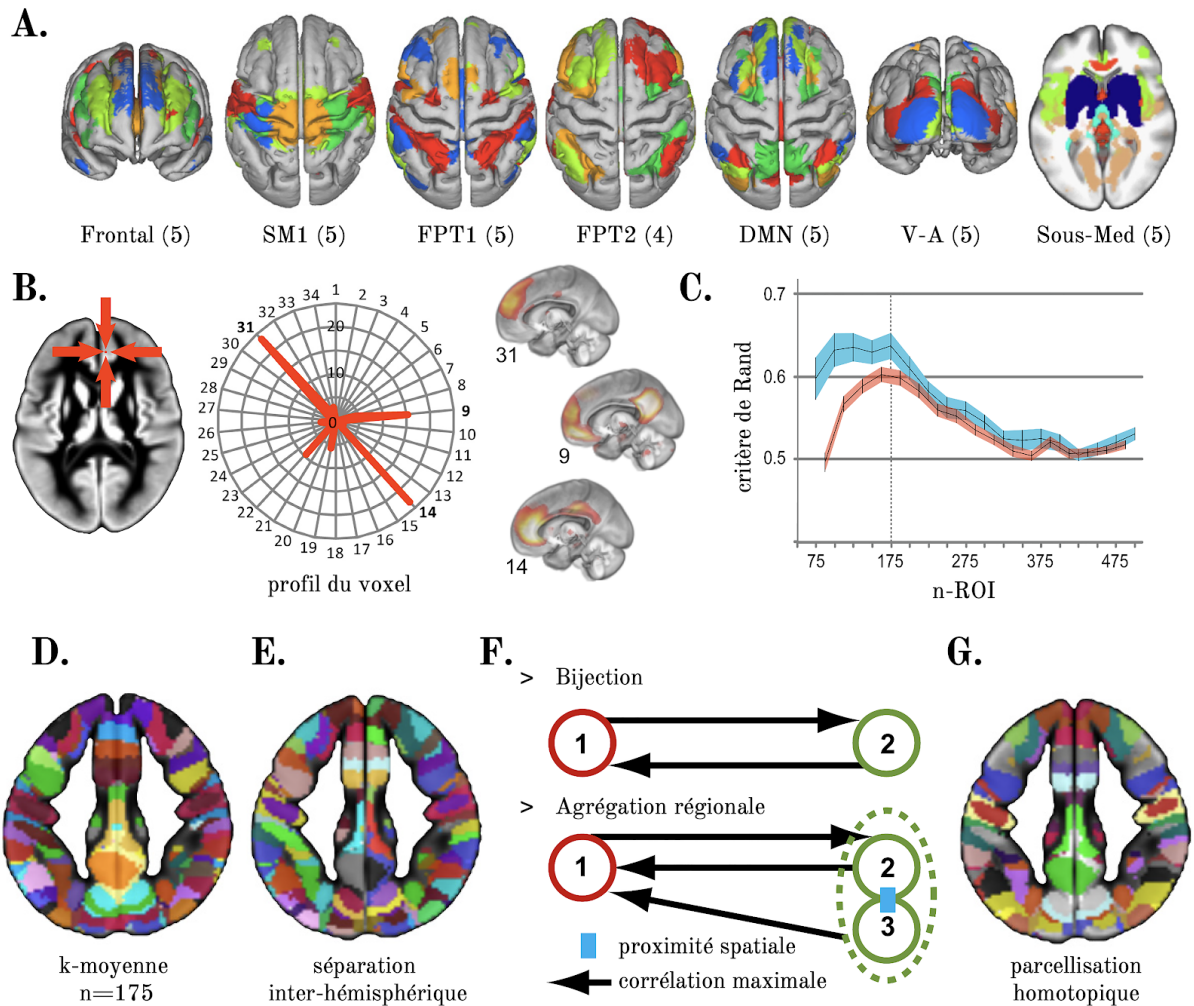 A.
Frontal (5)
SM1 (5)
FPT1 (5)
FPT2 (4)
DMN (5)
V-A (5)
Sous-Med (5)
B.
1
2
3
4
5
6
7
8
9
10
11
12
13
14
15
16
17
18
19
20
21
22
23
24
25
26
27
28
29
30
31
32
33
34
20
10
0
profil du voxel
31
9
14
C.
0.7
0.6
0.5
critère de Rand
75
175
275
375
475
n-ROI
D.
k-moyenne
n=175
E.
séparation
inter-hémisphérique
F.
> Bijection
1
2
> Agrégation régionale
1
2
3
proximité spatiale
corrélation maximale
G.
parcellisation
homotopique